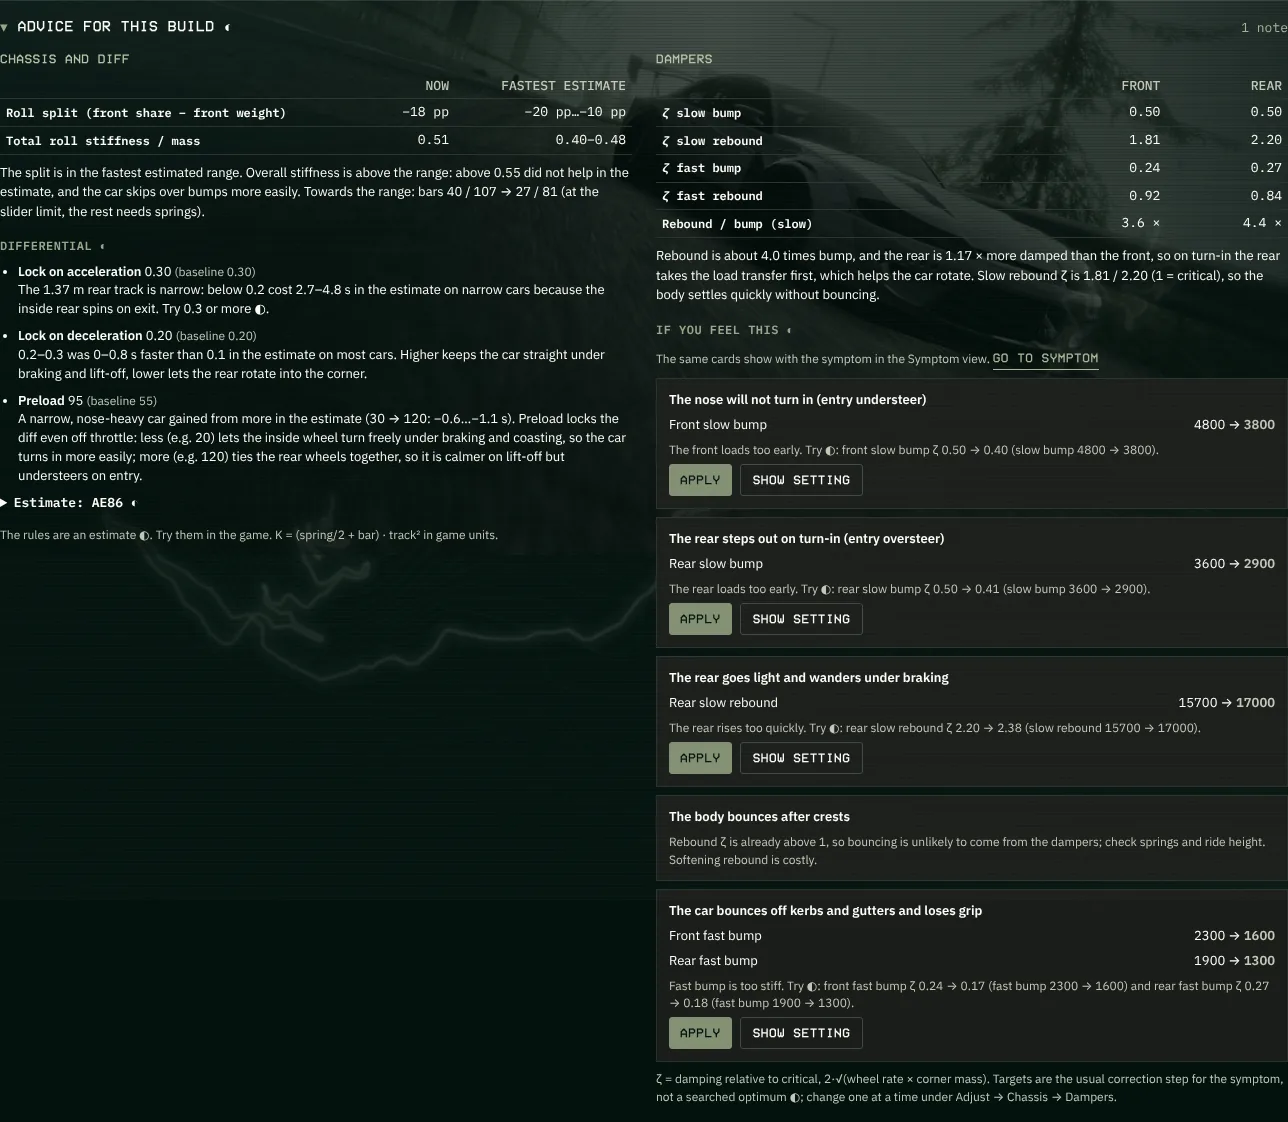 ▼ ADVICE FOR THIS BUILD ◖
1 note
CHASSIS AND DIFF
NOW FASTEST ESTIMATE
Roll split (front share − front weight) −18 pp −20 pp…−10 pp
Total roll stiffness / mass 0.51 0.40–0.48
The split is in the fastest estimated range. Overall stiffness is above the range: above 0.55 did not help in the
estimate, and the car skips over bumps more easily. Towards the range: bars 40 / 107 → 27 / 81 (at the
slider limit, the rest needs springs).
DIFFERENTIAL ◖
• Lock on acceleration 0.30 (baseline 0.30)
The 1.37 m rear track is narrow: below 0.2 cost 2.7–4.8 s in the estimate on narrow cars because the
inside rear spins on exit. Try 0.3 or more ◐.
• Lock on deceleration 0.20 (baseline 0.20)
0.2–0.3 was 0–0.8 s faster than 0.1 in the estimate on most cars. Higher keeps the car straight under
braking and lift-off, lower lets the rear rotate into the corner.
• Preload 95 (baseline 55)
A narrow, nose-heavy car gained from more in the estimate (30 → 120: −0.6…−1.1 s). Preload locks the
diff even off throttle: less (e.g. 20) lets the inside wheel turn freely under braking and coasting, so the car
turns in more easily; more (e.g. 120) ties the rear wheels together, so it is calmer on lift-off but
understeers on entry.
▶ Estimate: AE86 ◖
The rules are an estimate ◐. Try them in the game. K = (spring/2 + bar) · track² in game units.
DAMPERS
FRONT REAR
ζ slow bump 0.50 0.50
ζ slow rebound 1.81 2.20
ζ fast bump 0.24 0.27
ζ fast rebound 0.92 0.84
Rebound / bump (slow) 3.6 × 4.4 ×
Rebound is about 4.0 times bump, and the rear is 1.17 × more damped than the front, so on turn-in the rear
takes the load transfer first, which helps the car rotate. Slow rebound ζ is 1.81 / 2.20 (1 = critical), so the
body settles quickly without bouncing.
IF YOU FEEL THIS ◖
The same cards show with the symptom in the Symptom view. GO TO SYMPTOM
The nose will not turn in (entry understeer)
Front slow bump 4800 → 3800
The front loads too early. Try ◐: front slow bump ζ 0.50 → 0.40 (slow bump 4800 → 3800).
APPLY SHOW SETTING
The rear steps out on turn-in (entry oversteer)
Rear slow bump 3600 → 2900
The rear loads too early. Try ◐: rear slow bump ζ 0.50 → 0.41 (slow bump 3600 → 2900).
APPLY SHOW SETTING
The rear goes light and wanders under braking
Rear slow rebound 15700 → 17000
The rear rises too quickly. Try ◐: rear slow rebound ζ 2.20 → 2.38 (slow rebound 15700 → 17000).
APPLY SHOW SETTING
The body bounces after crests
Rebound ζ is already above 1, so bouncing is unlikely to come from the dampers; check springs and ride height.
Softening rebound is costly.
The car bounces off kerbs and gutters and loses grip
Front fast bump 2300 → 1600
Rear fast bump 1900 → 1300
Fast bump is too stiff. Try ◐: front fast bump ζ 0.24 → 0.17 (fast bump 2300 → 1600) and rear fast bump ζ 0.27
→ 0.18 (fast bump 1900 → 1300).
APPLY SHOW SETTING
ζ = damping relative to critical, 2·√(wheel rate × corner mass). Targets are the usual correction step for the symptom,
not a searched optimum ◐; change one at a time under Adjust → Chassis → Dampers.